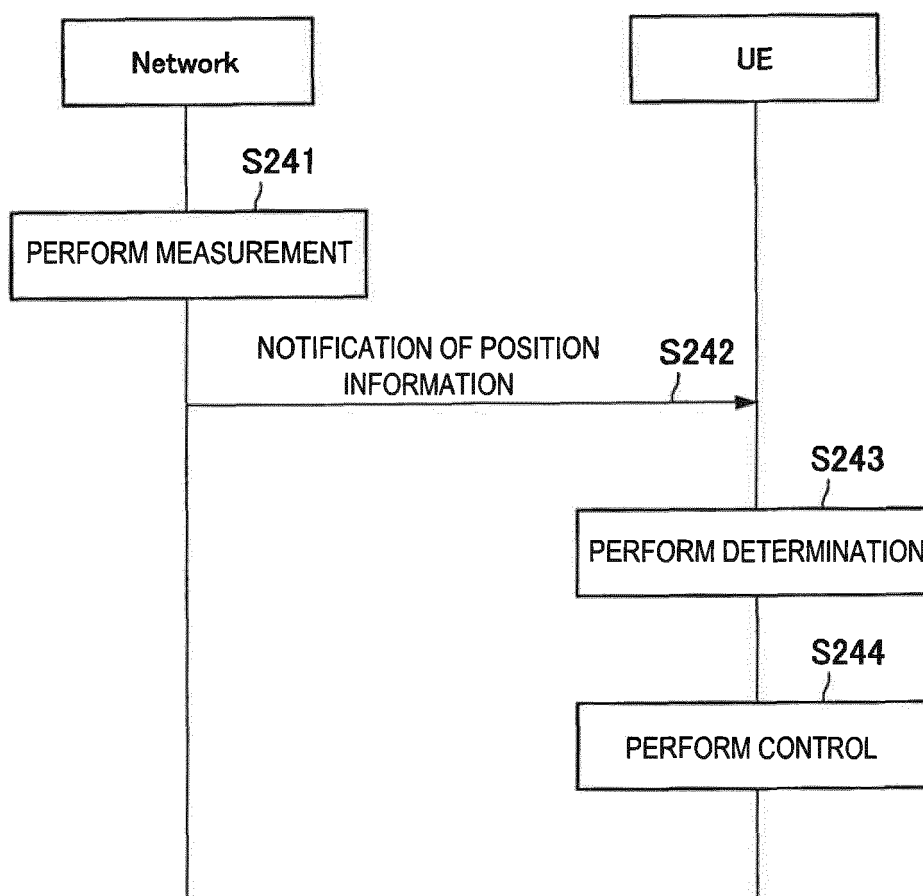 Network
UE
S241
PERFORM MEASUREMENT
NOTIFICATION OF POSITION
INFORMATION
S242
S243
PERFORM DETERMINATION
S244
PERFORM CONTROL